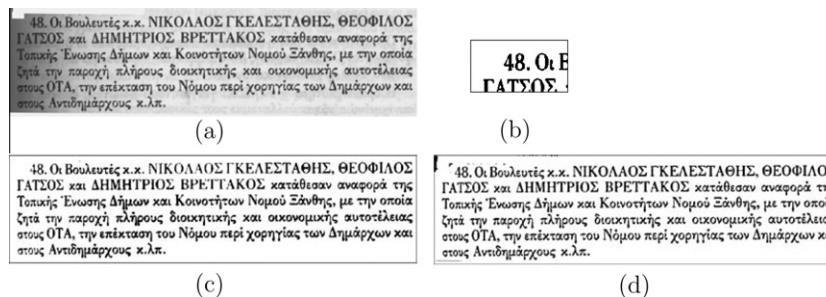 48. Οι Βουλευτές κ.κ. ΝΙΚΟΛΑΟΣ ΓΚΕΛΕΣΤΑΘΗΣ, ΘΕΟΦΙΛΟΣ
ΓΑΤΣΟΣ και ΔΗΜΗΤΡΙΟΣ ΒΡΕΤΤΑΚΟΣ κατάθεσαν αναφορά της
Τοπικής Ένωσης Δήμων και Κοινοτήτων Νομού Ξάνθης, με την οποία
ζητά την παροχή πλήρους διοικητικής και οικονομικής αυτοτέλειας
στους ΟΤΑ, την επέκταση του Νόμου περί χορηγίας των Δημάρχων και
στους Αντιδημάρχους κ.λπ.
(a)
48. Οι Β
ΓΑΤΣΟΣ
(b)
48. Οι Βουλευτές κ.κ. ΝΙΚΟΛΑΟΣ ΓΚΕΛΕΣΤΑΘΗΣ, ΘΕΟΦΙΛΟΣ
ΓΑΤΣΟΣ και ΔΗΜΗΤΡΙΟΣ ΒΡΕΤΤΑΚΟΣ κατάθεσαν αναφορά της
Τοπικής Ένωσης Δήμων και Κοινοτήτων Νομού Ξάνθης, με την οποία
ζητά την παροχή πλήρους διοικητικής και οικονομικής αυτοτέλειας
στους ΟΤΑ, την επέκταση του Νόμου περί χορηγίας των Δημάρχων και
στους Αντιδημάρχους κ.λπ.
(c)
48. Οι Βουλευτές κ.κ. ΝΙΚΟΛΑΟΣ ΓΚΕΛΕΣΤΑΘΗΣ, ΘΕΟΦΙΛΟ
ΓΑΤΣΟΣ και ΔΗΜΗΤΡΙΟΣ ΒΡΕΤΤΑΚΟΣ κατάθεσαν αναφορά τη
Τοπικής Ένωσης Δήμων και Κοινοτήτων Νομού Ξάνθης, με την οποί
ζητά την παροχή πλήρους διοικητικής και οικονομικής αυτοτέλει
στους ΟΤΑ, την επέκταση του Νόμου περί χορηγίας των Δημάρχων κ
στους Αντιδημάρχους κ.λπ.
(d)